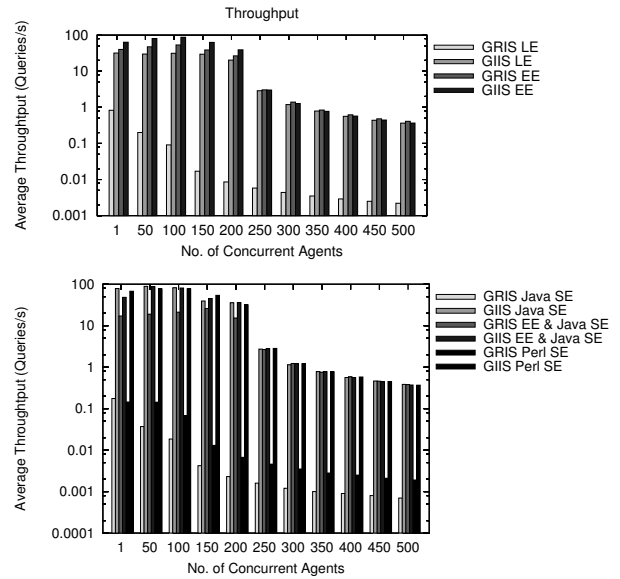 Throughput
Average Throughtput (Queries/s)
100
10
1
0.1
0.01
0.001
1 50 100 150 200 250 300 350 400 450 500
No. of Concurrent Agents
GRIS LE
GIIS LE
GRIS EE
GIIS EE
Average Throughtput (Queries/s)
100
10
1
0.1
0.01
0.001
0.0001
1 50 100 150 200 250 300 350 400 450 500
No. of Concurrent Agents
GRIS Java SE
GIIS Java SE
GRIS EE & Java SE
GIIS EE & Java SE
GRIS Perl SE
GIIS Perl SE